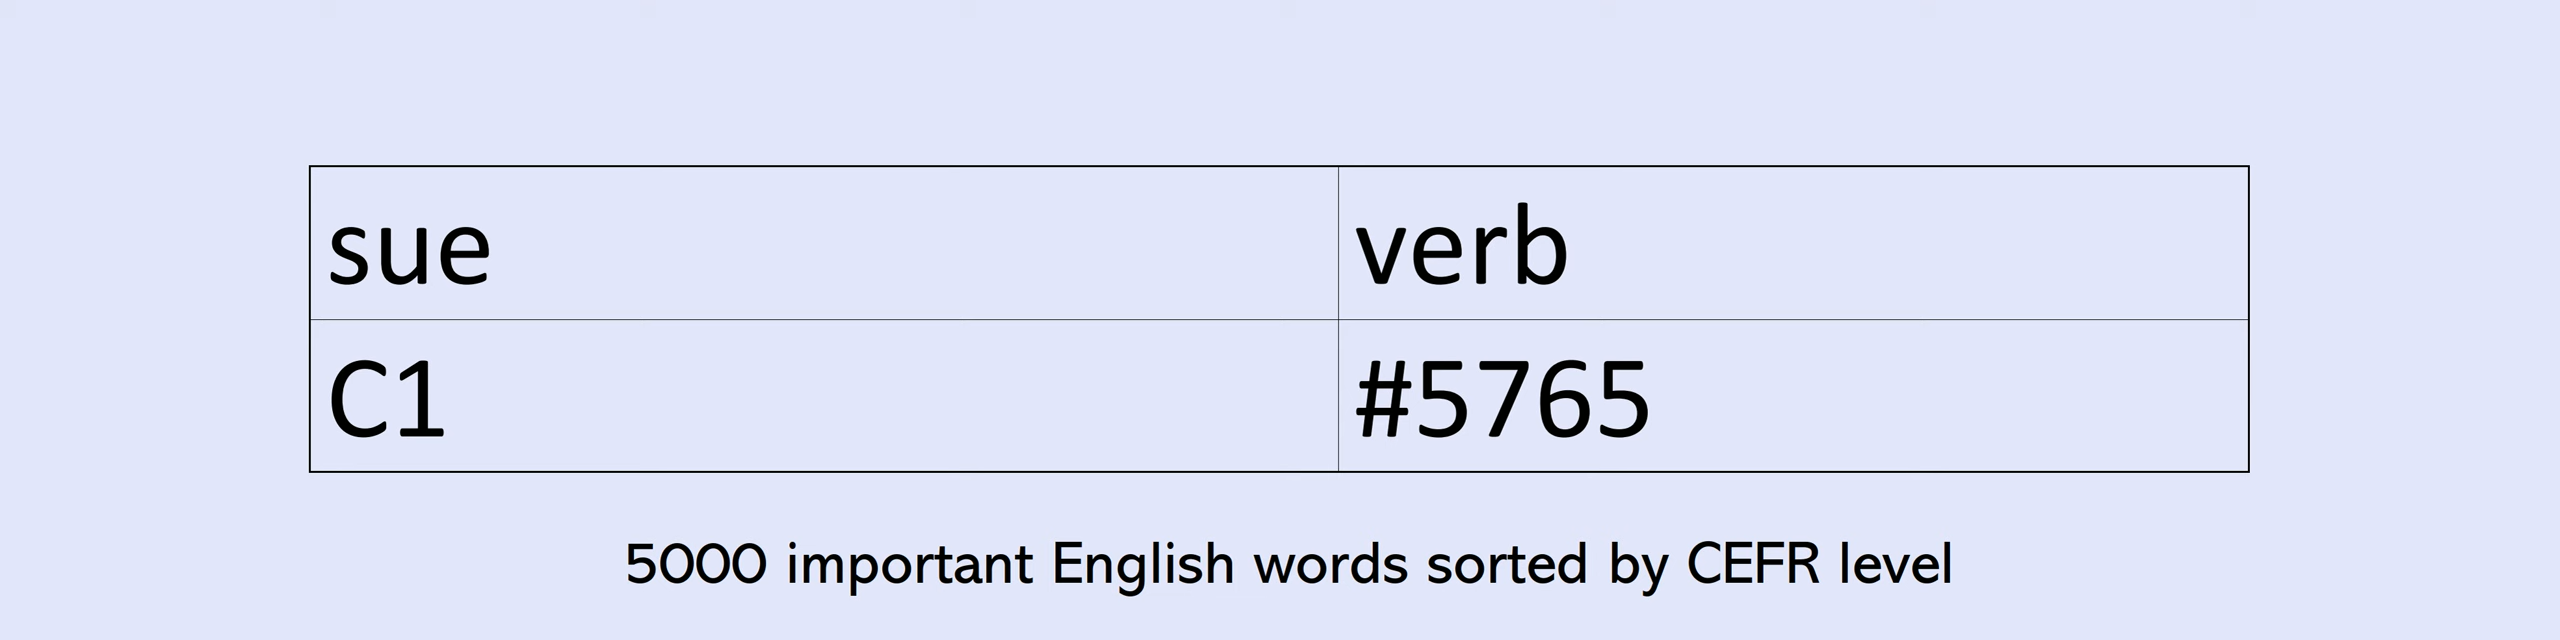 sue verb
C1 #5765
5000 important English words sorted by CEFR level